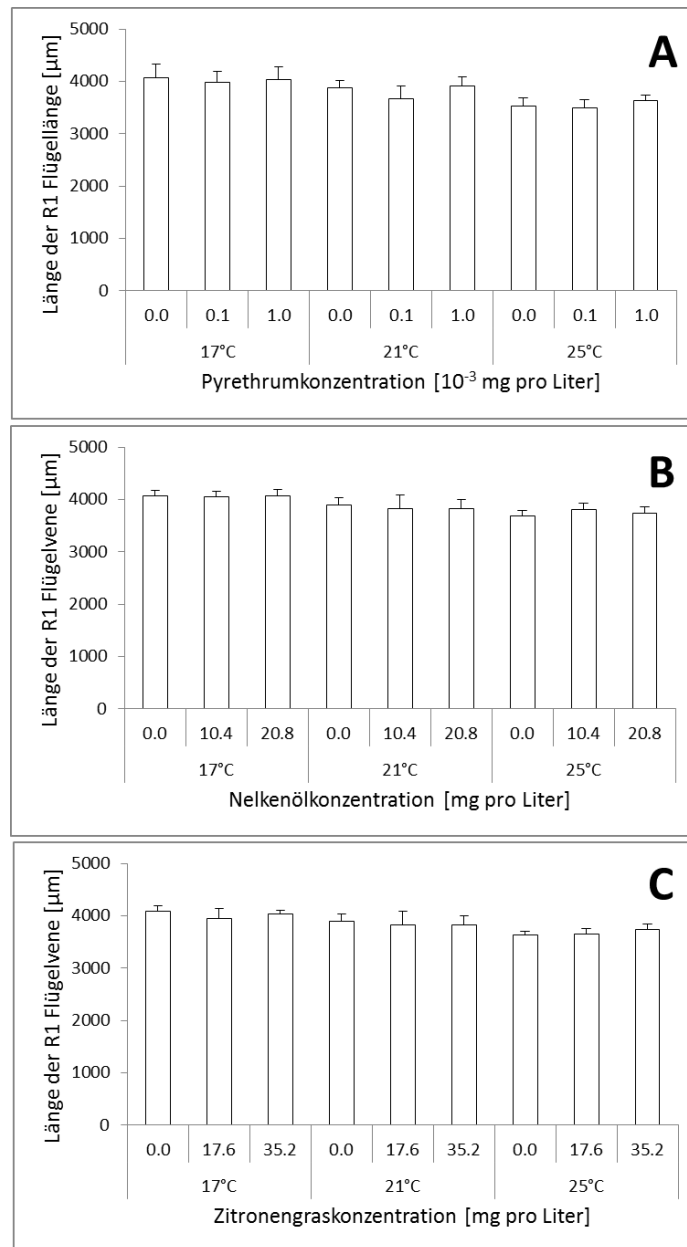 A
Länge der R1 Flügellänge [µm]
5000
4000
3000
2000
1000
0
0.0 0.1 1.0 0.0 0.1 1.0 0.0 0.1 1.0
17°C 21°C 25°C
Pyrethrumkonzentration [10⁻³ mg pro Liter]
B
Länge der R1 Flügelvene [µm]
5000
4000
3000
2000
1000
0
0.0 10.4 20.8 0.0 10.4 20.8 0.0 10.4 20.8
17°C 21°C 25°C
Nelkenölkonzentration [mg pro Liter]
C
Länge der R1 Flügelvene [µm]
5000
4000
3000
2000
1000
0
0.0 17.6 35.2 0.0 17.6 35.2 0.0 17.6 35.2
17°C 21°C 25°C
Zitronengraskonzentration [mg pro Liter]